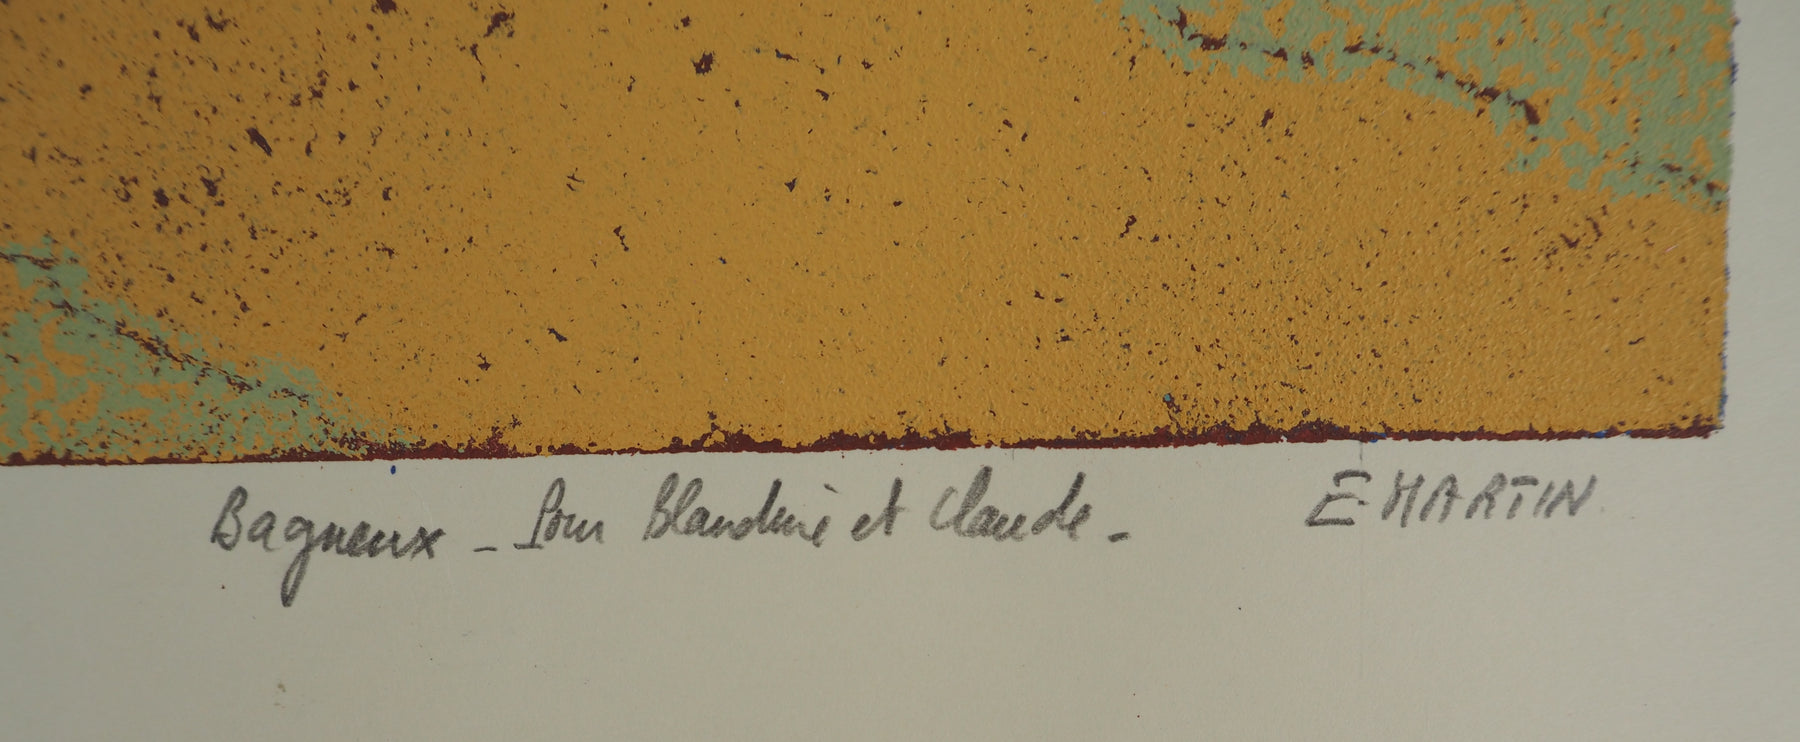 Bagneux - Pour Blandine et Claude - E. MARTIN